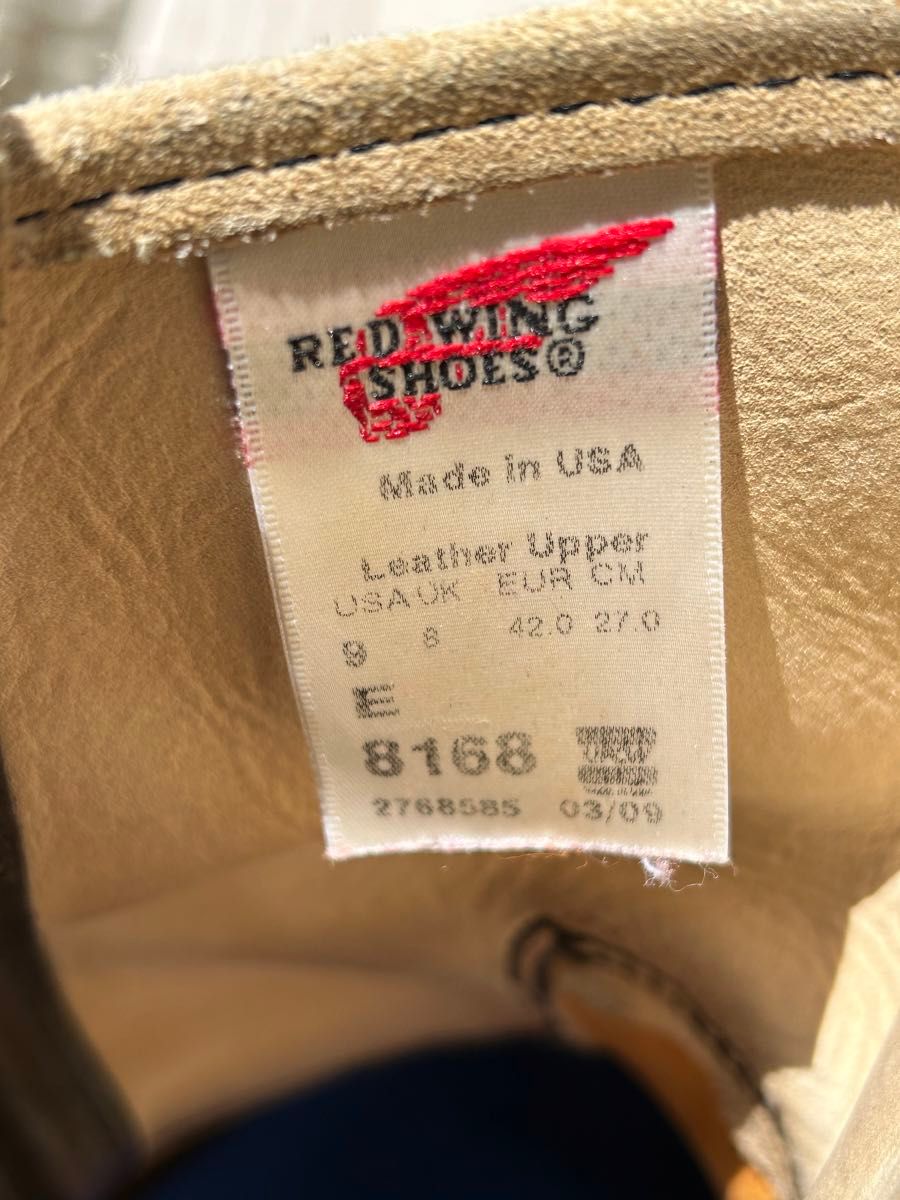 RED WING
SHOES®
Made in USA
Leather Upper
USA UK EUR CM
9 8 42.0 27.0
E
8168
2768585 03/09